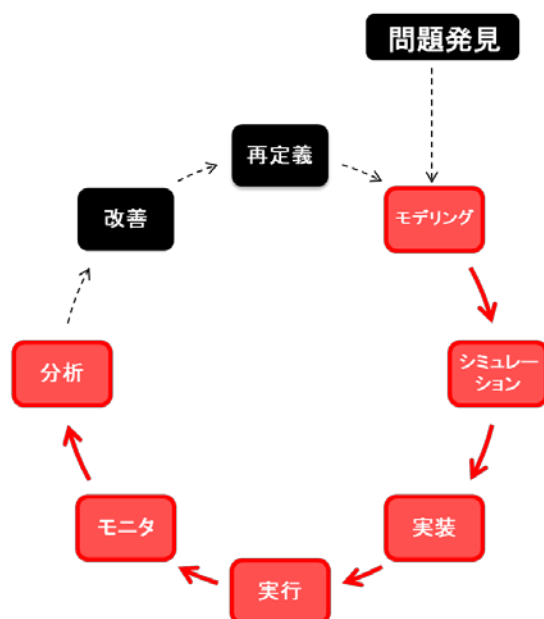 問題発見
再定義
改善
モデリング
分析
シミュレー
ション
モニタ
実装
実行